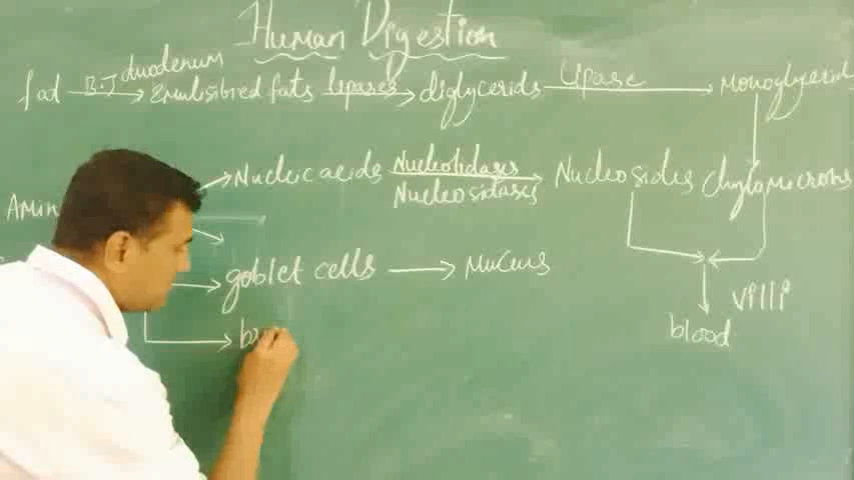 Human Digestion
fat B.J duodenum Emulsified fats lipases diglycerids Lipase Monoglycerid
Nucleic acids Nucleotidases Nucleosides chylomicrons
Nucleosidases
Amin
goblet cells Mucus
villi
blood